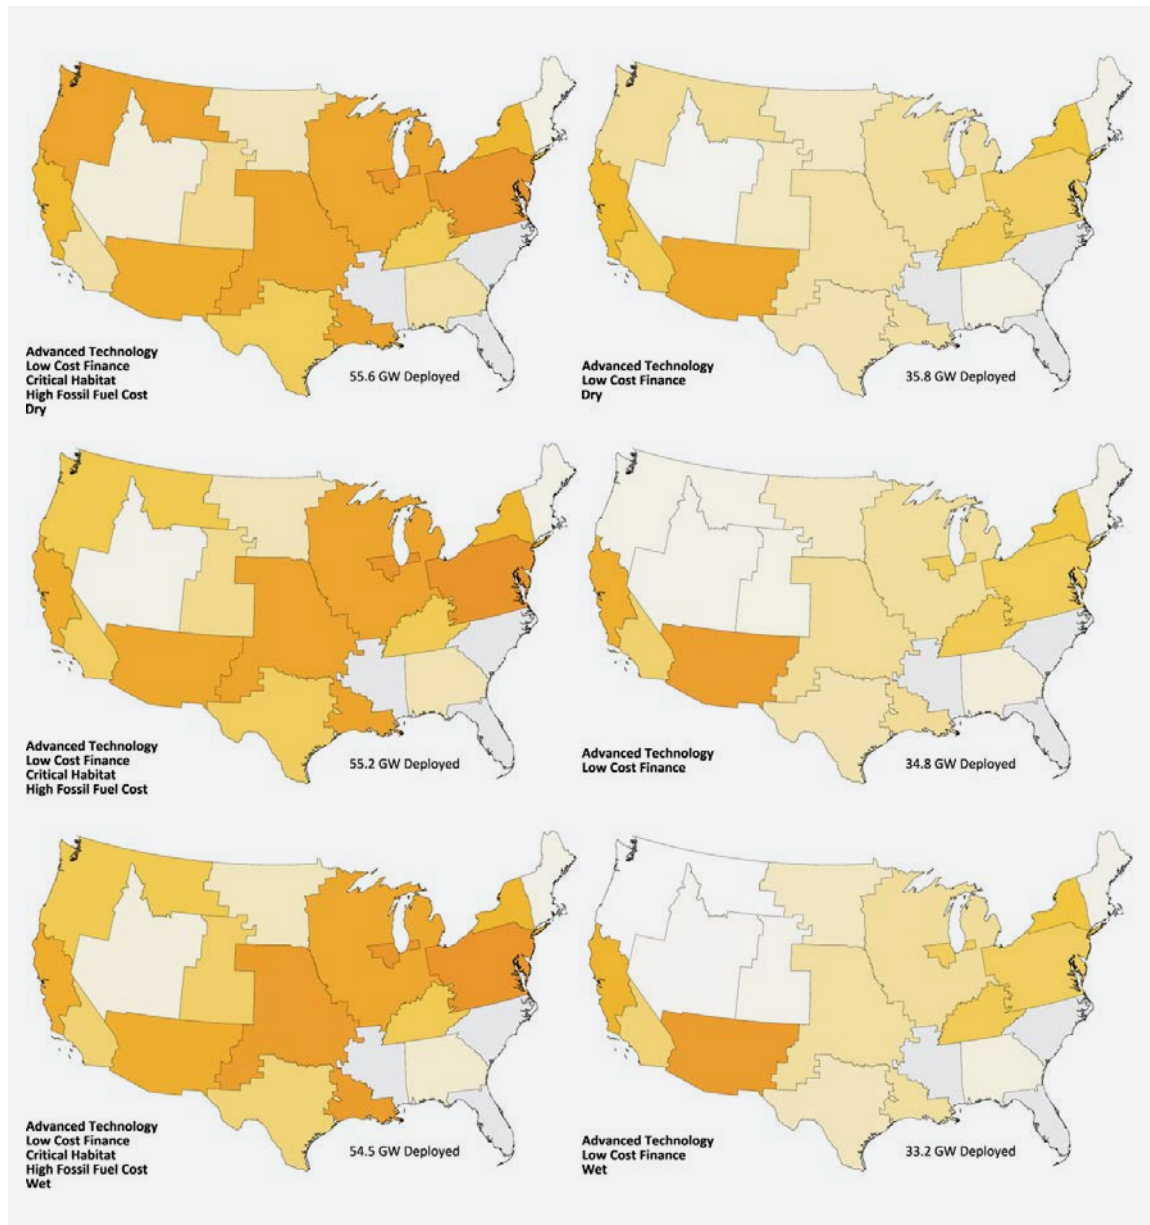 Advanced Technology
Low Cost Finance
Critical Habitat
High Fossil Fuel Cost
Dry
55.6 GW Deployed
Advanced Technology
Low Cost Finance
Dry
35.8 GW Deployed
Advanced Technology
Low Cost Finance
Critical Habitat
High Fossil Fuel Cost
55.2 GW Deployed
Advanced Technology
Low Cost Finance
34.8 GW Deployed
Advanced Technology
Low Cost Finance
Critical Habitat
High Fossil Fuel Cost
Wet
54.5 GW Deployed
Advanced Technology
Low Cost Finance
Wet
33.2 GW Deployed